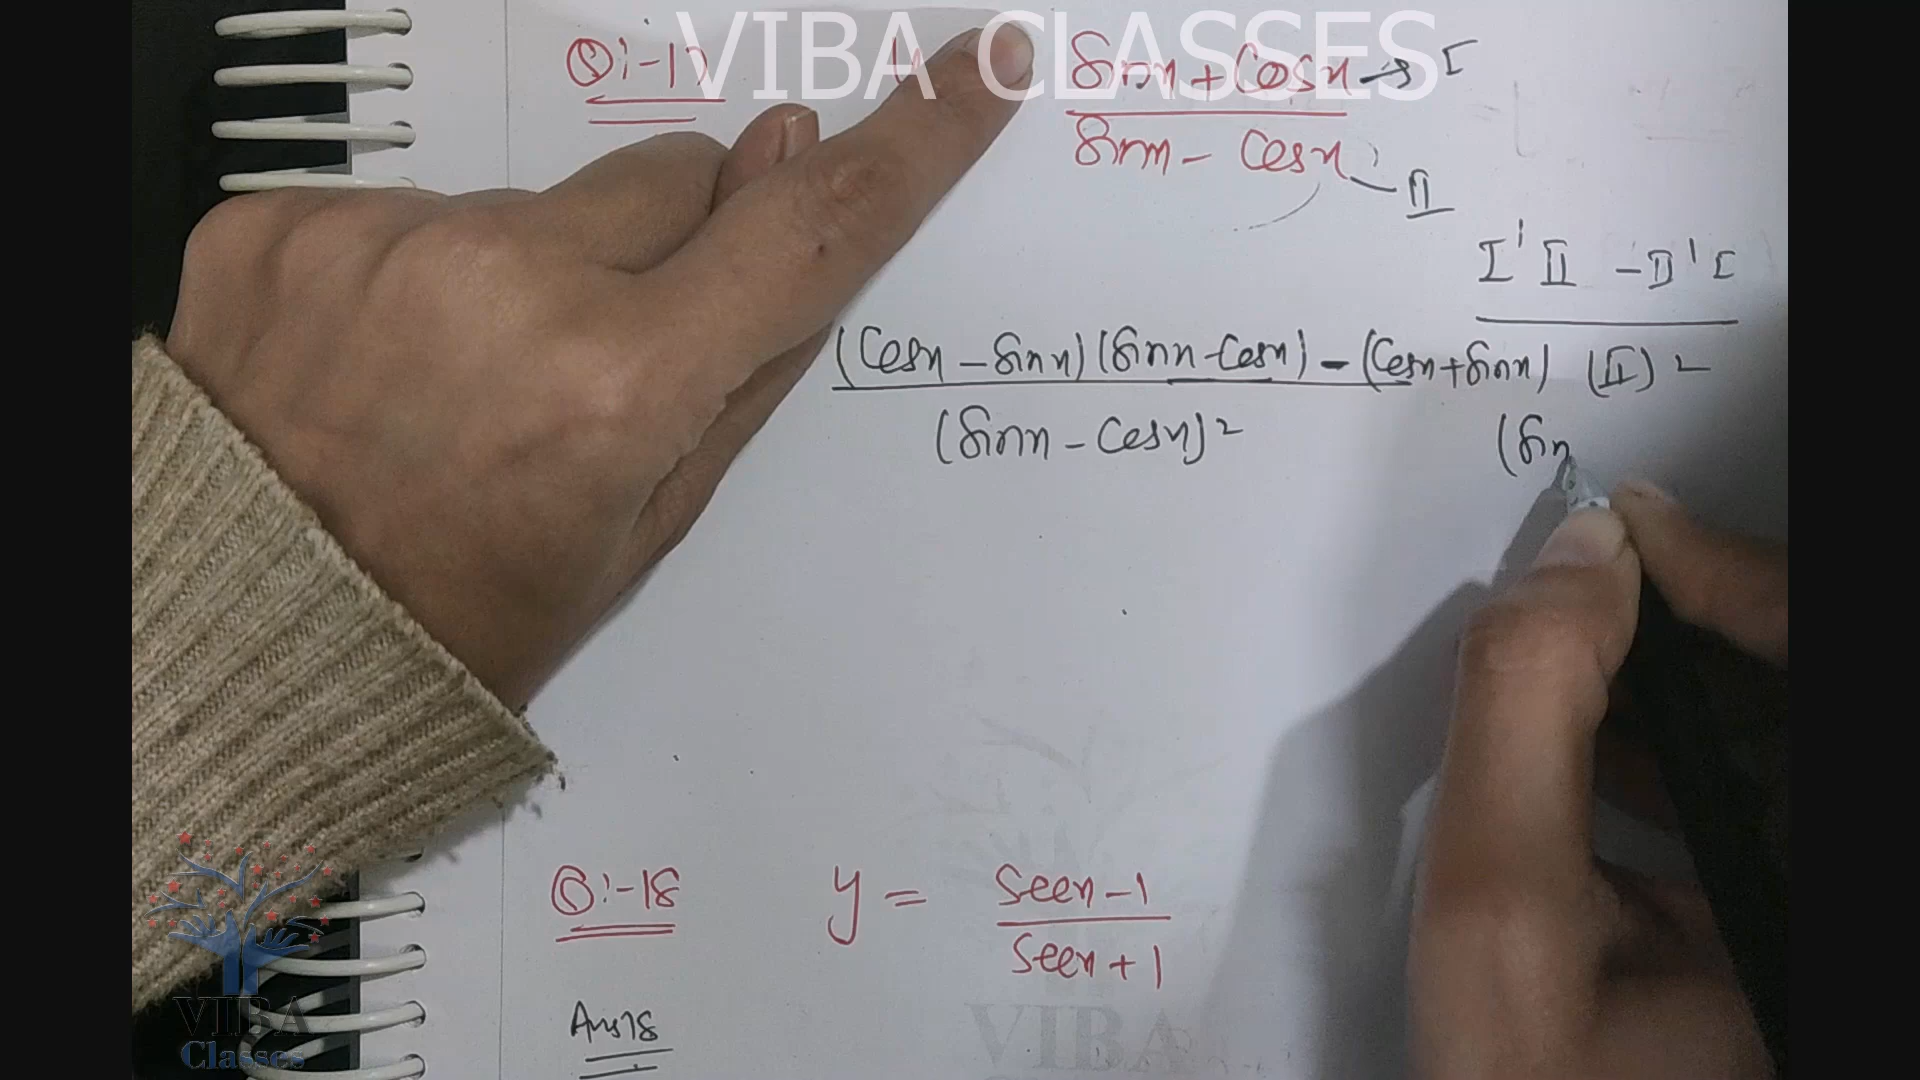 VIBA CLASSES
Q:-17 y sinx+cosx → I
sinx - cosx - II
I' II - II' I
(cosx - sinx) (sinx - cosx) - (cosx + sinx) (II)²
(sinx - cosx)² (sin
Q:-18 y = secx-1
secx+1
Ans18
VIBA
Classes
VIBA